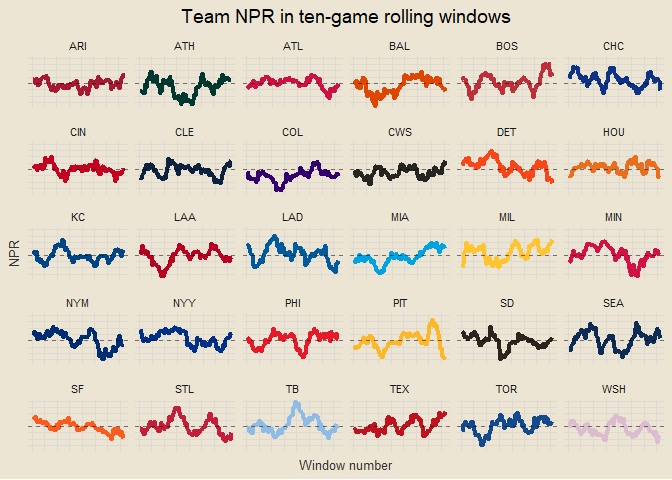 Team NPR in ten-game rolling windows
ARI ATH ATL BAL BOS CHC
CIN CLE COL CWS DET HOU
KC LAA LAD MIA MIL MIN
NPR
NYM NYY PHI PIT SD SEA
SF STL TB TEX TOR WSH
Window number